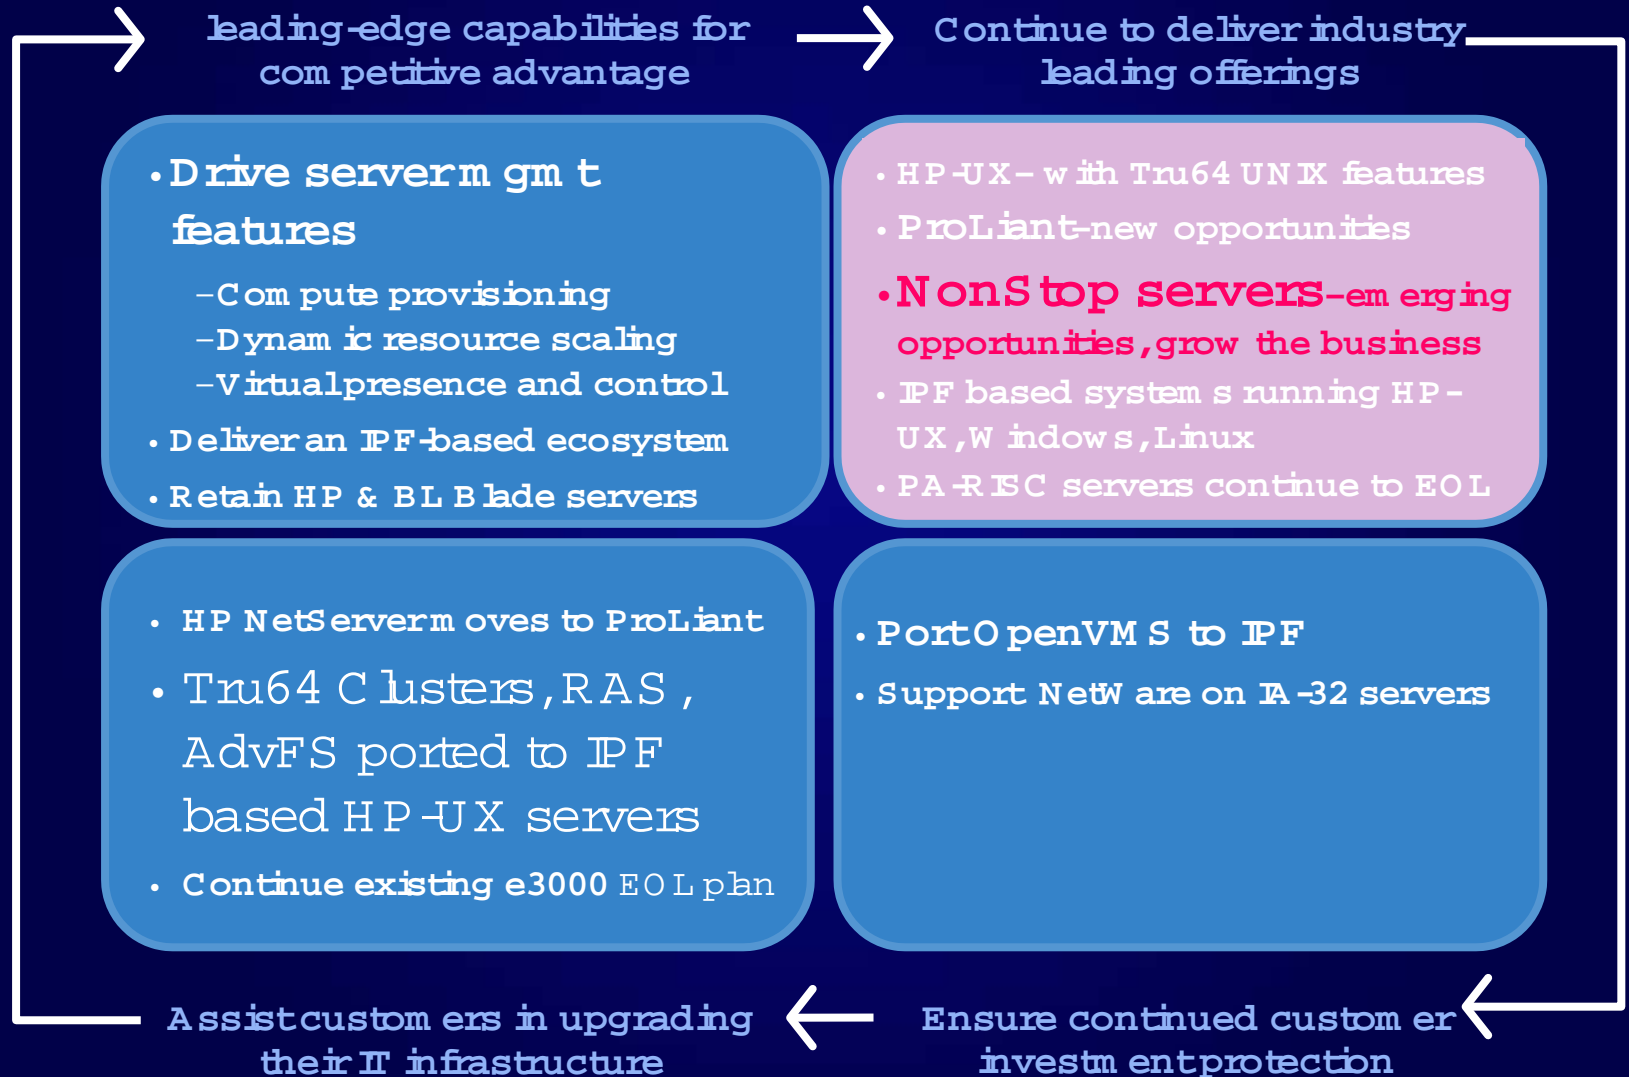 leading-edge capabilities for
competitive advantage
Continue to deliver industry
leading offerings
•Drive server mgmt
features
–Compute provisioning
–Dynamic resource scaling
–Virtual presence and control
• Deliver an IPF-based ecosystem
• Retain HP & BL Blade servers
• HP-UX– with Tru64 UNIX features
• ProLiant–new opportunities
•NonStop servers–emerging
opportunities, grow the business
• IPF based systems running HP-
UX, Windows, Linux
• PA-RISC servers continue to EOL
• HP NetServer moves to ProLiant
• Tru64 Clusters, RAS,
AdvFS ported to IPF
based HP-UX servers
• Continue existing e3000 EOL plan
• Port OpenVMS to IPF
• Support NetWare on IA-32 servers
Assist customers in upgrading
their IT infrastructure
Ensure continued customer
investment protection